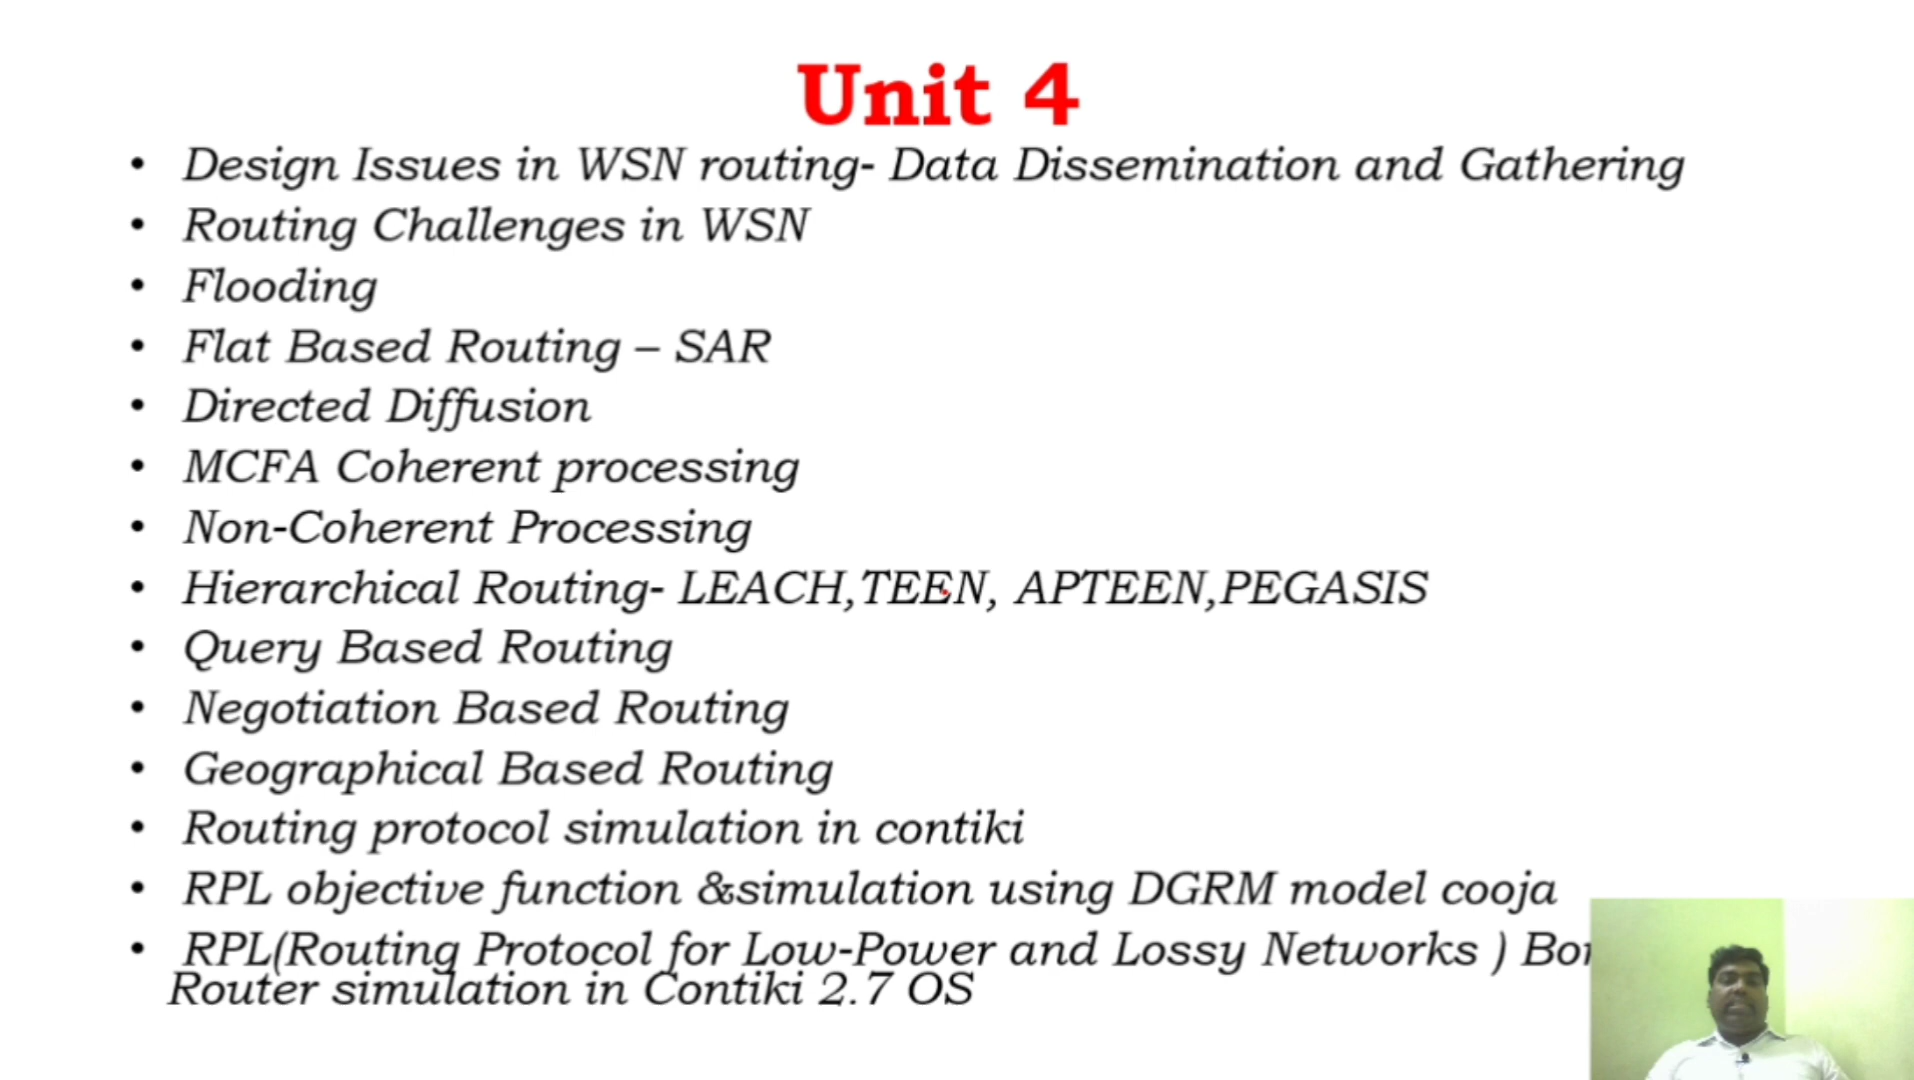 Unit 4
• Design Issues in WSN routing- Data Dissemination and Gathering
• Routing Challenges in WSN
• Flooding
• Flat Based Routing – SAR
• Directed Diffusion
• MCFA Coherent processing
• Non-Coherent Processing
• Hierarchical Routing- LEACH,TEEN, APTEEN,PEGASIS
• Query Based Routing
• Negotiation Based Routing
• Geographical Based Routing
• Routing protocol simulation in contiki
• RPL objective function &simulation using DGRM model cooja
• RPL(Routing Protocol for Low-Power and Lossy Networks )
Router simulation in Contiki 2.7 OS